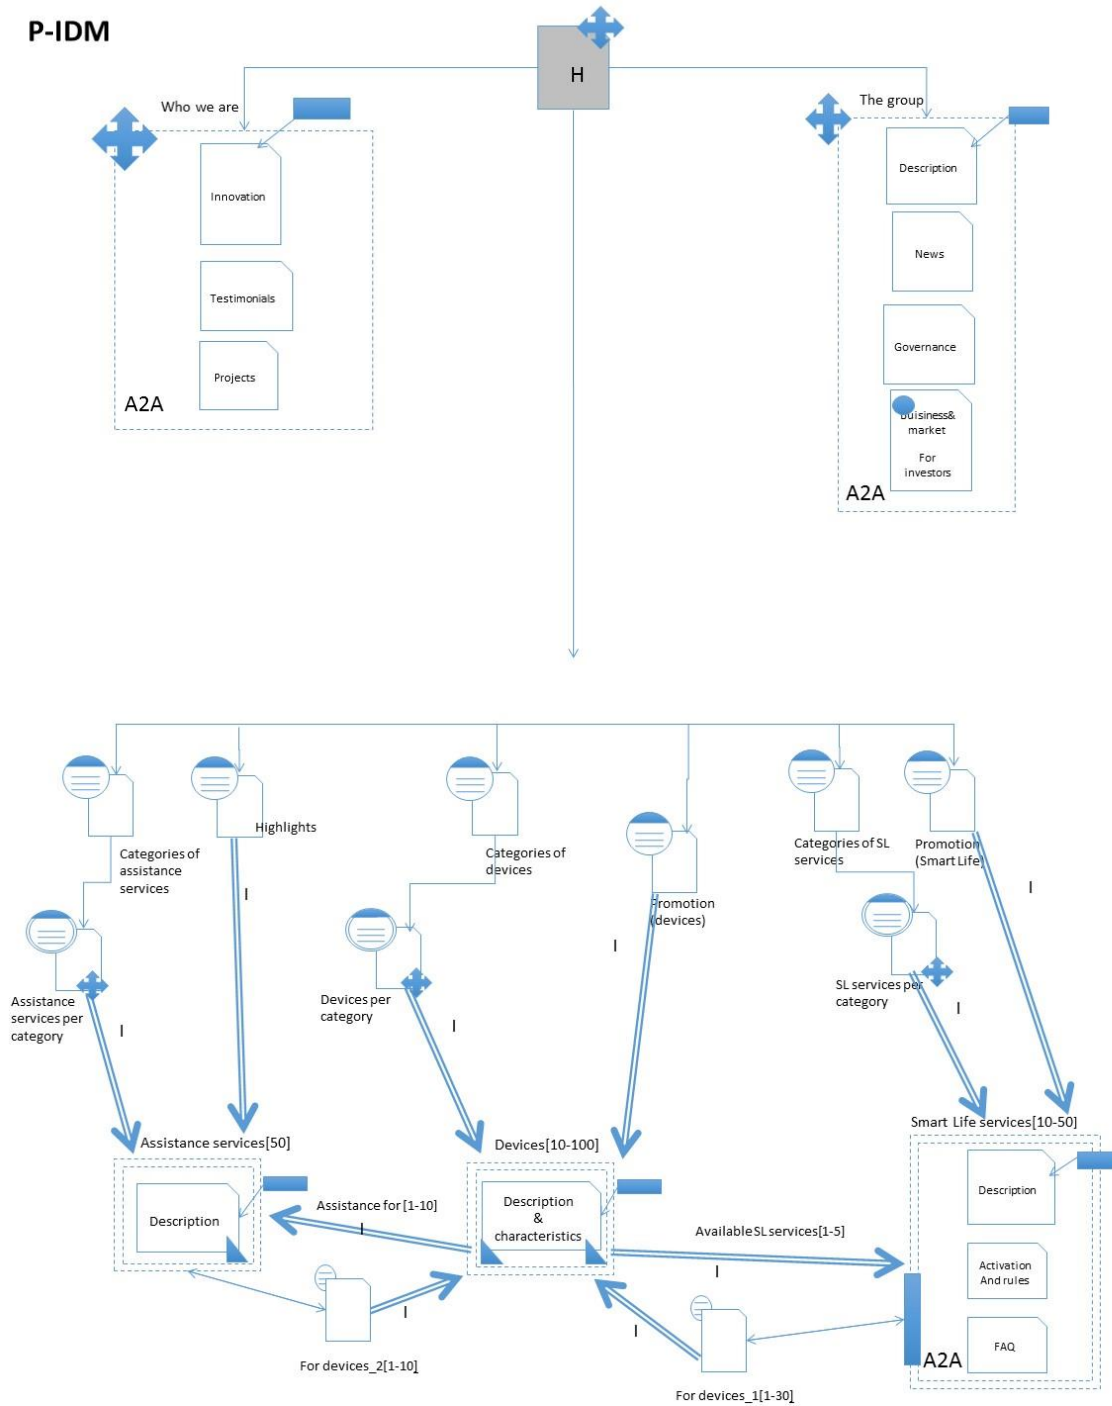 P-IDM
H
Who we are
The group
Innovation
Testimonials
Projects
A2A
Description
News
Governance
Buisiness&
market
For
investors
A2A
Categories of
assistance
services
Highlights
Categories of
devices
Promotion
(devices)
Categories of SL
services
Promotion
(Smart Life)
Assistance
services per
category
Devices per
category
SL services per
category
I
I
I
I
I
I
Assistance services[50]
Devices[10-100]
Smart Life services[10-50]
Description
Assistance for [1-10]
I
Description
&
characteristics
Available SL services[1-5]
I
Description
Activation
And rules
FAQ
A2A
I
For devices_2[1-10]
I
For devices_1[1-30]